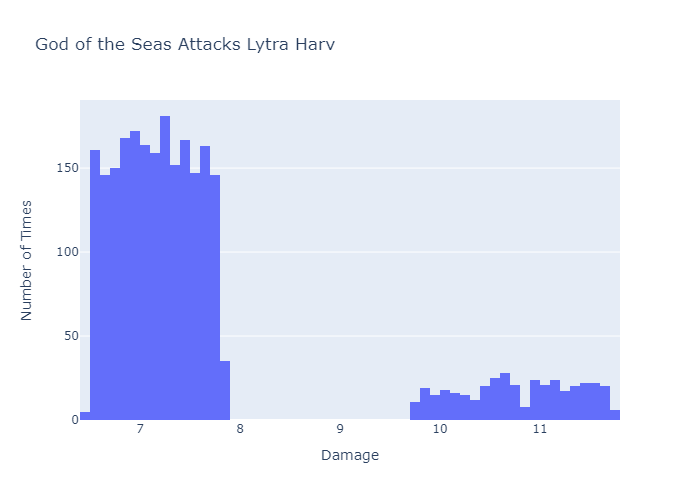 God of the Seas Attacks Lytra Harv
Number of Times
150
100
50
0
7 8 9 10 11
Damage